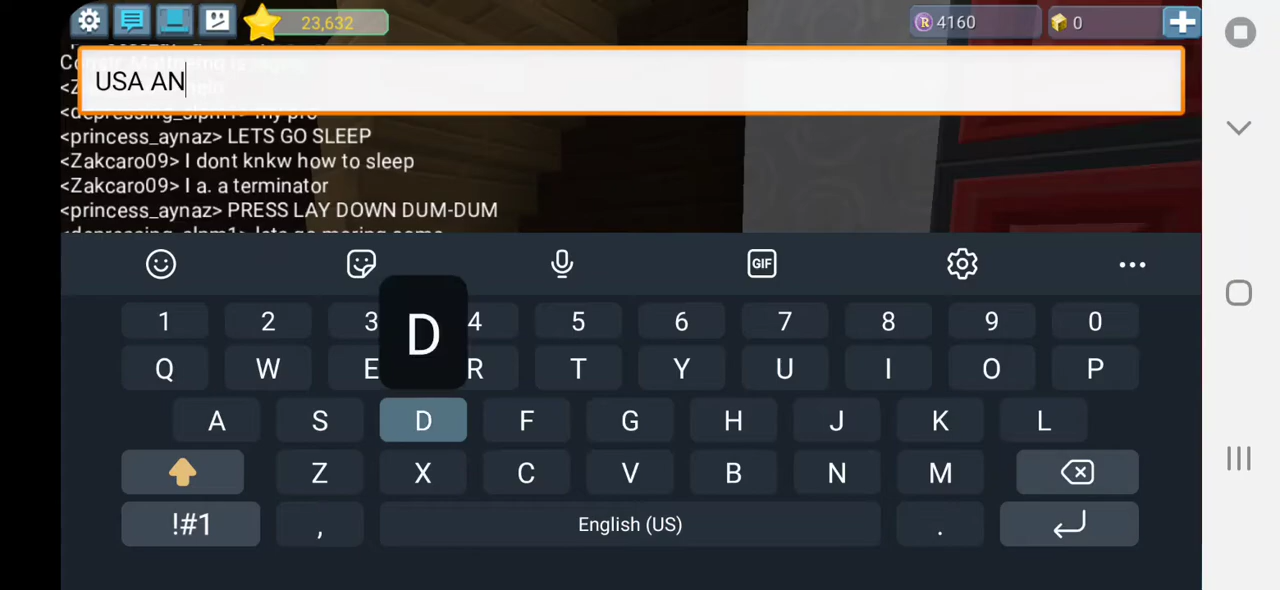 23,632
4160
0
USA AN
<princess_aynaz> LETS GO SLEEP
<Zakcaro09> I dont knkw how to sleep
<Zakcaro09> I a. a terminator
<princess_aynaz> PRESS LAY DOWN DUM-DUM
GIF
D
1 2 3 4 5 6 7 8 9 0
Q W E R T Y U I O P
A S D F G H J K L
Z X C V B N M
!#1 , English (US) .